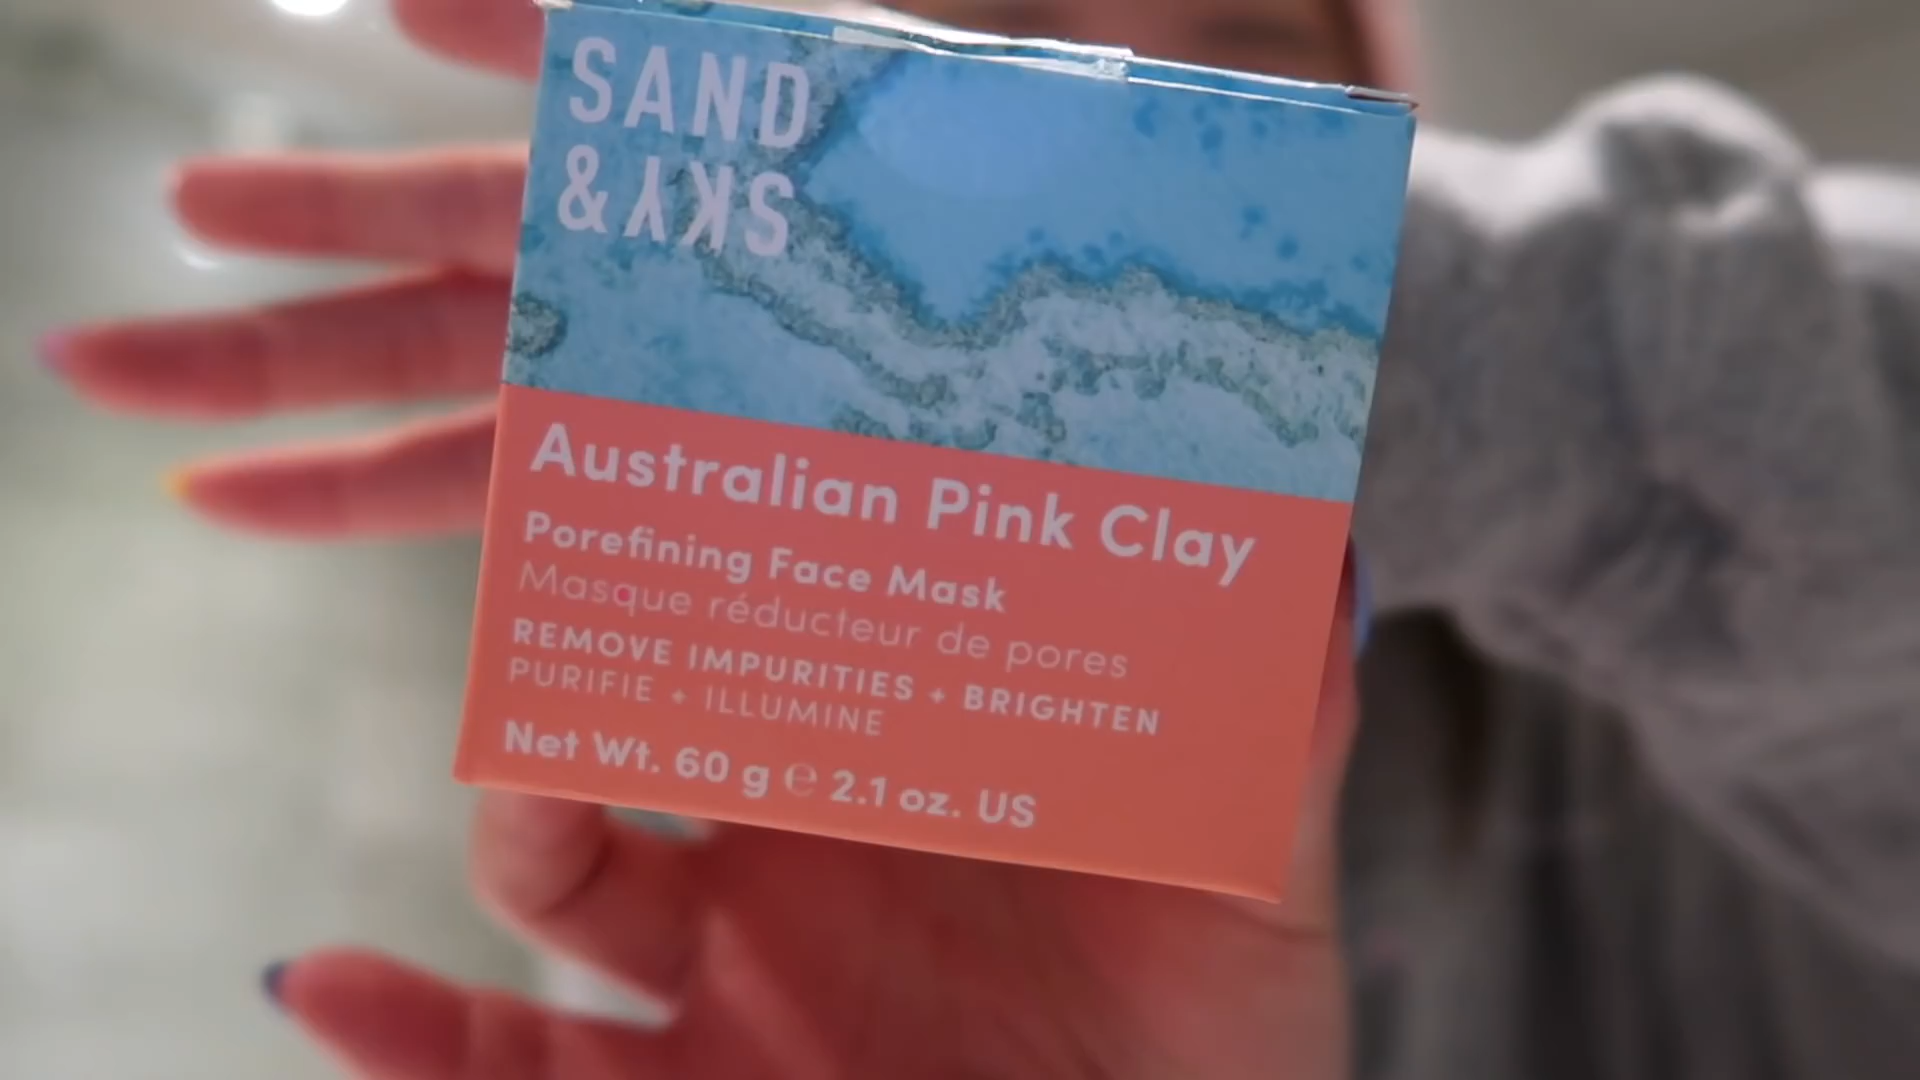 SAND
& SKY
Australian Pink Clay
Porefining Face Mask
Masque réducteur de pores
REMOVE IMPURITIES + BRIGHTEN
PURIFIE + ILLUMINE
Net Wt. 60 g ℮ 2.1 oz. US